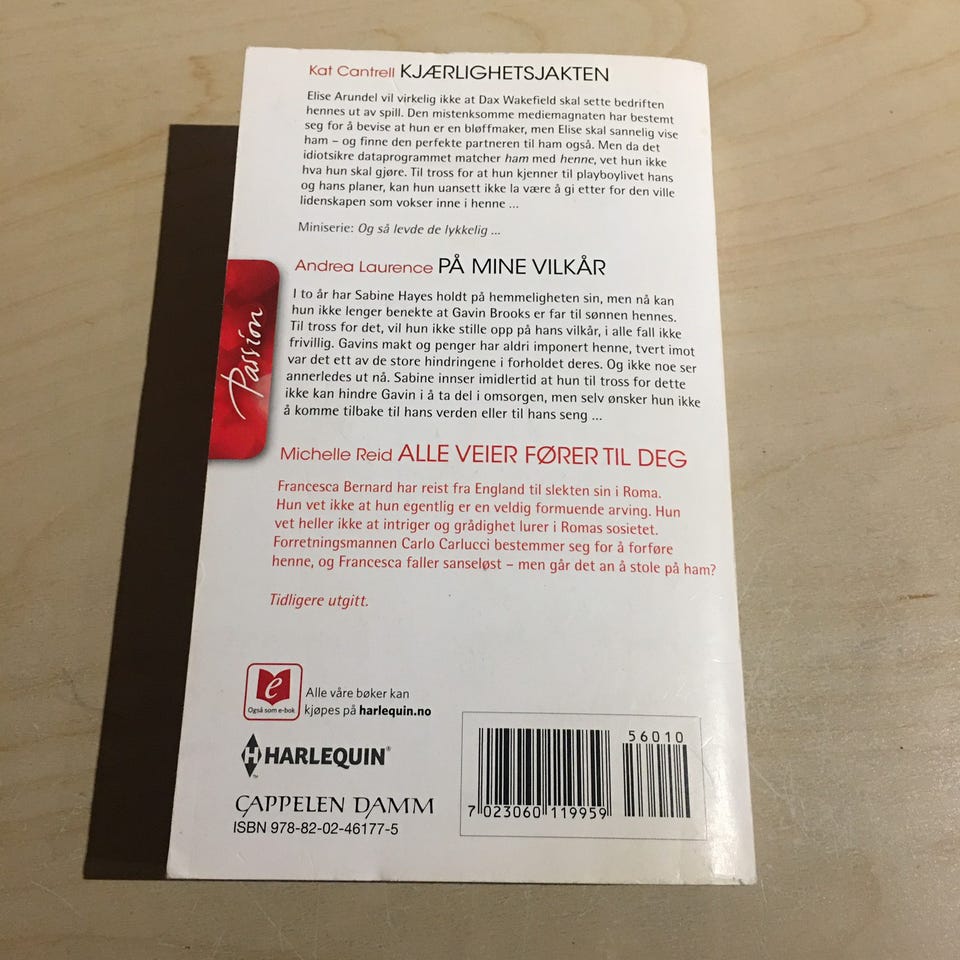 Kat Cantrell KJÆRLIGHETSJAKTEN
Elise Arundel vil virkelig ikke at Dax Wakefield skal sette bedriften
hennes ut av spill. Den mistenksomme mediemagnaten har bestemt
seg for å bevise at hun er en bløffmaker, men Elise skal sannelig vise
ham – og finne den perfekte partneren til ham også. Men da det
idiotsikre dataprogrammet matcher ham med henne, vet hun ikke
hva hun skal gjøre. Til tross for at hun kjenner til playboylivet hans
og hans planer, kan hun uansett ikke la være å gi etter for den ville
lidenskapen som vokser inne i henne ...
Miniserie: Og så levde de lykkelig ...
Andrea Laurence PÅ MINE VILKÅR
I to år har Sabine Hayes holdt på hemmeligheten sin, men nå kan
hun ikke lenger benekte at Gavin Brooks er far til sønnen hennes.
Til tross for det, vil hun ikke stille opp på hans vilkår, i alle fall ikke
frivillig. Gavins makt og penger har aldri imponert henne, tvert imot
var det ett av de store hindringene i forholdet deres. Og ikke noe ser
annerledes ut nå. Sabine innser imidlertid at hun til tross for dette
ikke kan hindre Gavin i å ta del i omsorgen, men selv ønsker hun ikke
å komme tilbake til hans verden eller til hans seng ...
Passion
Michelle Reid ALLE VEIER FØRER TIL DEG
Francesca Bernard har reist fra England til slekten sin i Roma.
Hun vet ikke at hun egentlig er en veldig formuende arving. Hun
vet heller ikke at intriger og grådighet lurer i Romas sosietet.
Forretningsmannen Carlo Carlucci bestemmer seg for å forføre
henne, og Francesca faller sanseløst – men går det an å stole på ham?
Tidligere utgitt.
e
Også som e-bok
Alle våre bøker kan
kjøpes på harlequin.no
H HARLEQUIN®
TM
CAPPELEN DAMM
ISBN 978-82-02-46177-5
56010
7 023060 119959